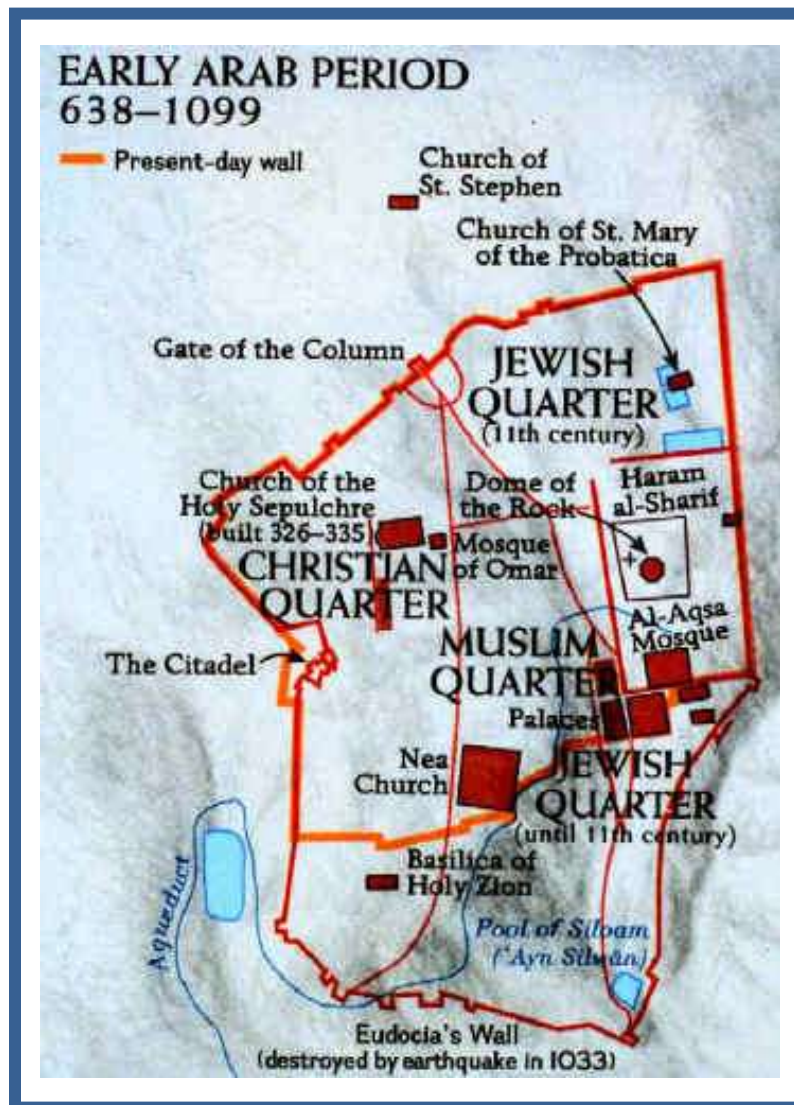 EARLY ARAB PERIOD
638–1099
Present-day wall
Church of
St. Stephen
Church of St. Mary
of the Probatica
Gate of the Column
JEWISH
QUARTER
(11th century)
Church of the
Holy Sepulchre
(built 326–335)
Dome of
the Rock
Haram
al-Sharif
Mosque
of Omar
CHRISTIAN
QUARTER
Al-Aqsa
Mosque
MUSLIM
QUARTER
The Citadel
Palaces
Nea
Church
JEWISH
QUARTER
(until 11th century)
Basilica of
Holy Zion
Aqueduct
Pool of Siloam
('Ayn Silwān)
Eudocia's Wall
(destroyed by earthquake in 1033)